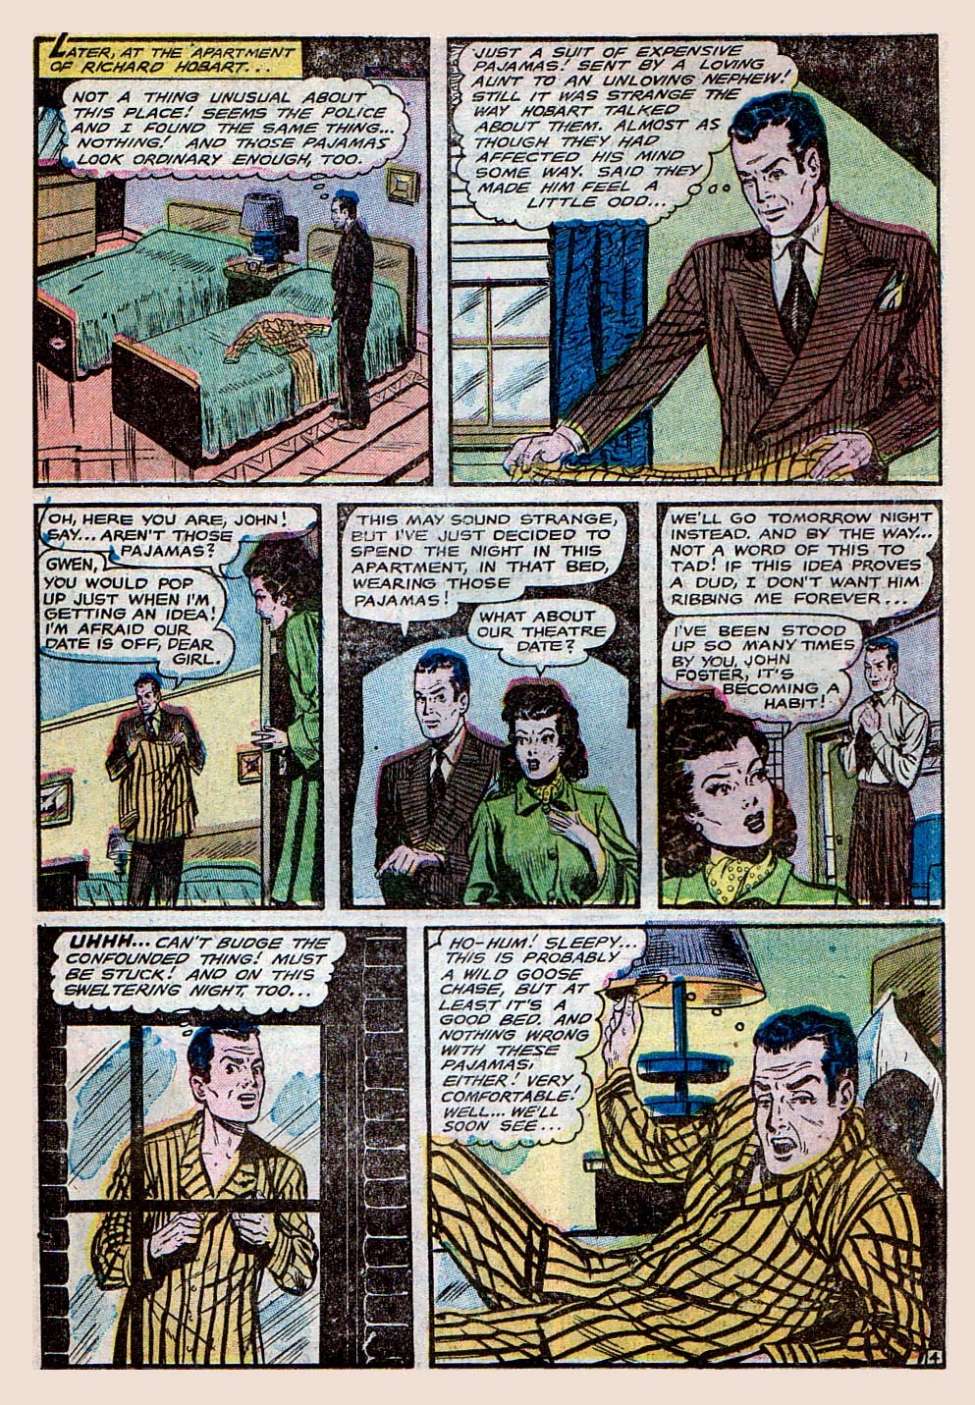 LATER, AT THE APARTMENT
OF RICHARD HOBART...
NOT A THING UNUSUAL ABOUT
THIS PLACE! SEEMS THE POLICE
AND I FOUND THE SAME THING...
NOTHING! AND THOSE PAJAMAS
LOOK ORDINARY ENOUGH, TOO.
JUST A SUIT OF EXPENSIVE
PAJAMAS! SENT BY A LOVING
AUNT TO AN UNLOVING NEPHEW!
STILL IT WAS STRANGE THE
WAY HOBART TALKED
ABOUT THEM. ALMOST AS
THOUGH THEY HAD
AFFECTED HIS MIND
SOME WAY. SAID THEY
MADE HIM FEEL A
LITTLE ODD...
OH, HERE YOU ARE, JOHN!
SAY... AREN'T THOSE
PAJAMAS?
GWEN,
YOU WOULD POP
UP JUST WHEN I'M
GETTING AN IDEA!
I'M AFRAID OUR
DATE IS OFF, DEAR
GIRL.
THIS MAY SOUND STRANGE,
BUT I'VE JUST DECIDED TO
SPEND THE NIGHT IN THIS
APARTMENT, IN THAT BED,
WEARING THOSE
PAJAMAS!
WHAT ABOUT
OUR THEATRE
DATE?
WE'LL GO TOMORROW NIGHT
INSTEAD. AND BY THE WAY...
NOT A WORD OF THIS TO
TAD! IF THIS IDEA PROVES
A DUD, I DON'T WANT HIM
RIBBING ME FOREVER...
I'VE BEEN STOOD
UP SO MANY TIMES
BY YOU, JOHN
FOSTER, IT'S
BECOMING A
HABIT!
UHHH... CAN'T BUDGE THE
CONFOUNDED THING! MUST
BE STUCK! AND ON THIS
SWELTERING NIGHT, TOO...
HO-HUM! SLEEPY...
THIS IS PROBABLY
A WILD GOOSE
CHASE, BUT AT
LEAST IT'S A
GOOD BED. AND
NOTHING WRONG
WITH THESE
PAJAMAS,
EITHER! VERY
COMFORTABLE!
WELL... WE'LL
SOON SEE...
4